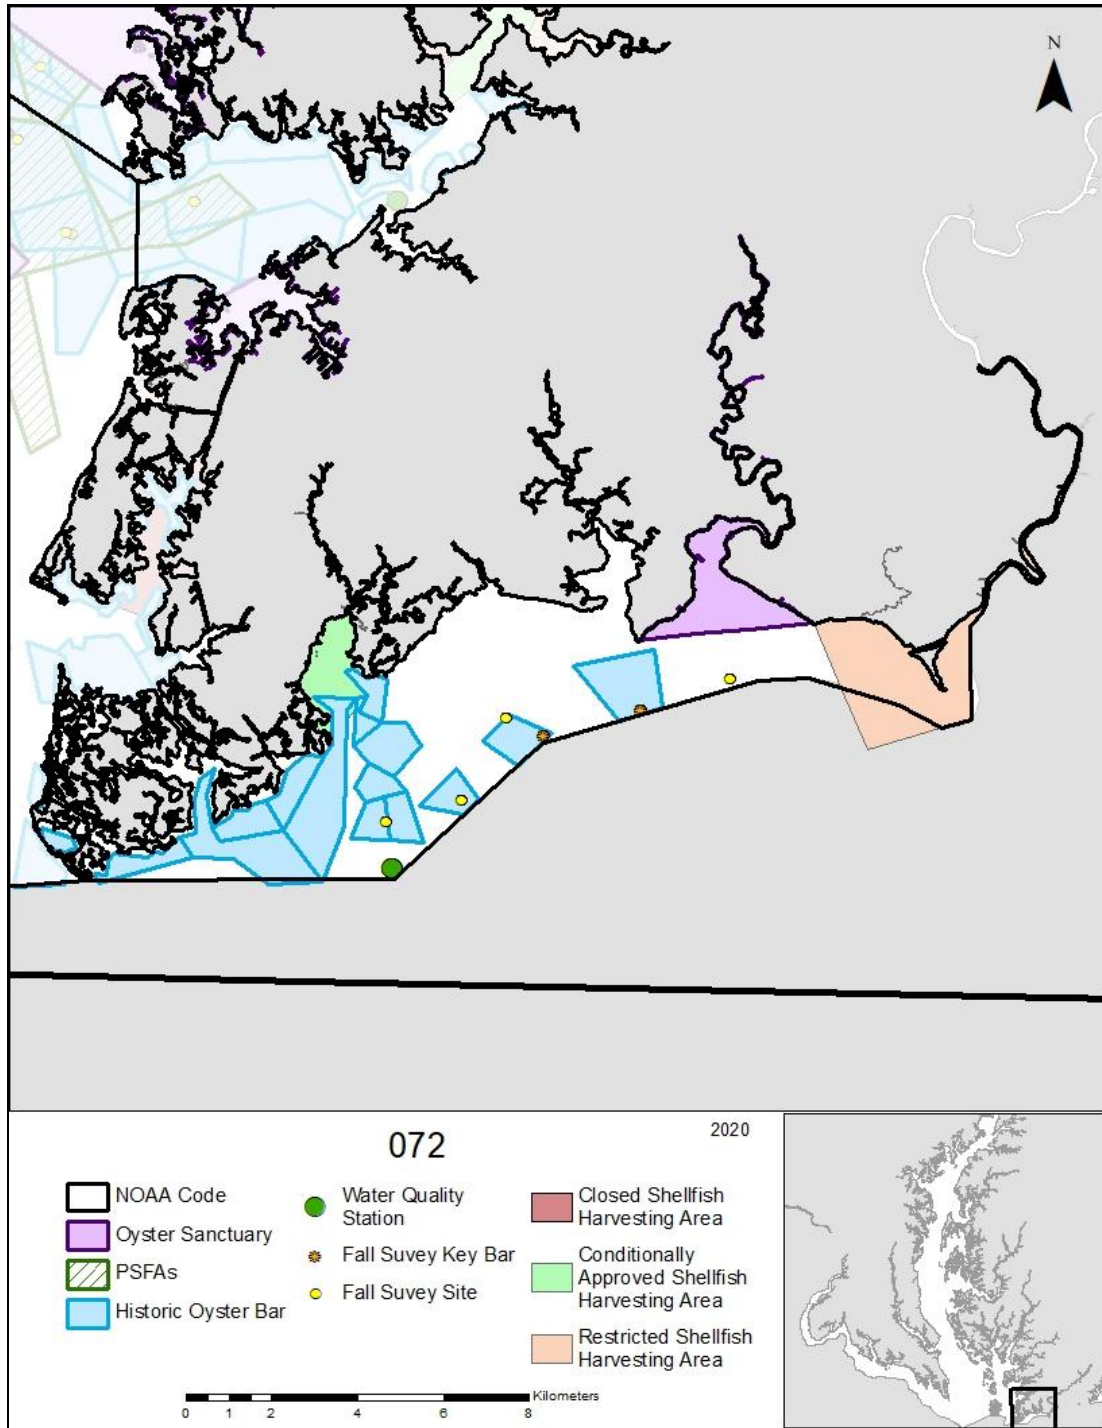 N
072
2020
NOAA Code
Oyster Sanctuary
PSFAs
Historic Oyster Bar
Water Quality
Station
Fall Suvey Key Bar
Fall Suvey Site
Closed Shellfish
Harvesting Area
Conditionally
Approved Shellfish
Harvesting Area
Restricted Shellfish
Harvesting Area
Kilometers
0 1 2 4 6 8